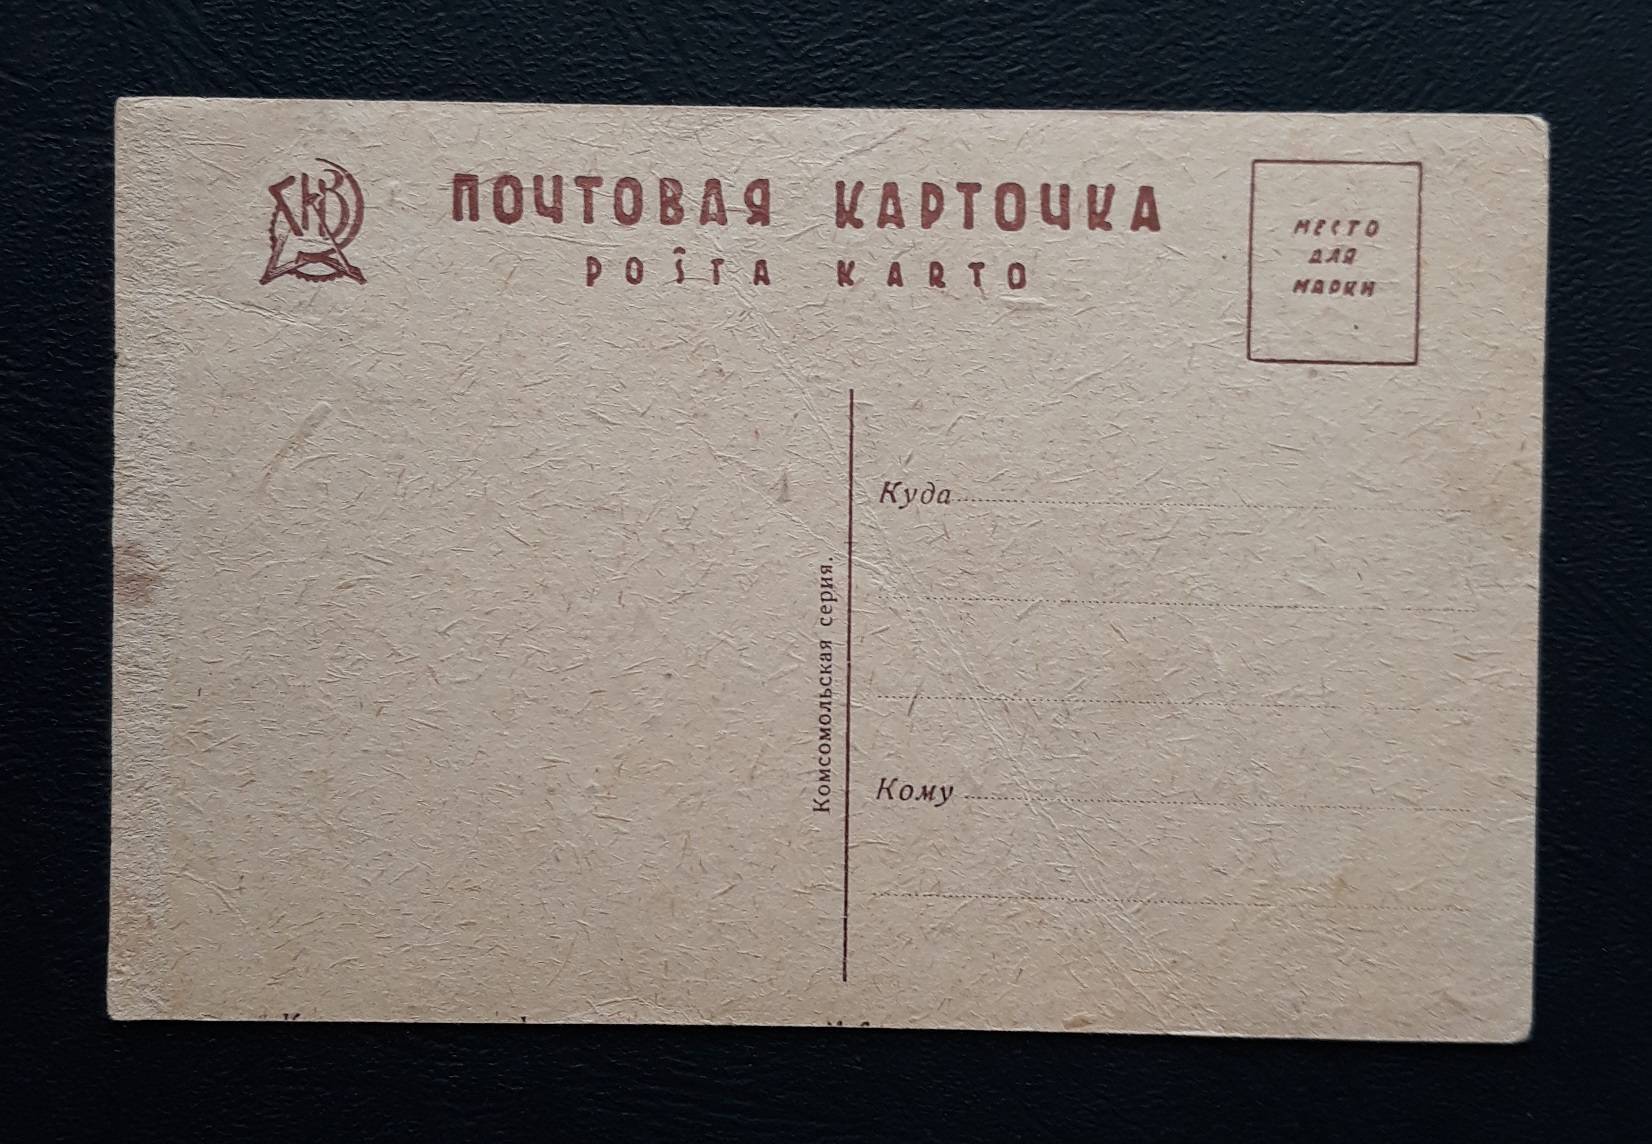 ПОЧТОВАЯ КАРТОЧКА
POŜTA KARTO
МЕСТО
ДЛЯ
МАРКИ
Куда
Комсомольская серия.
Кому